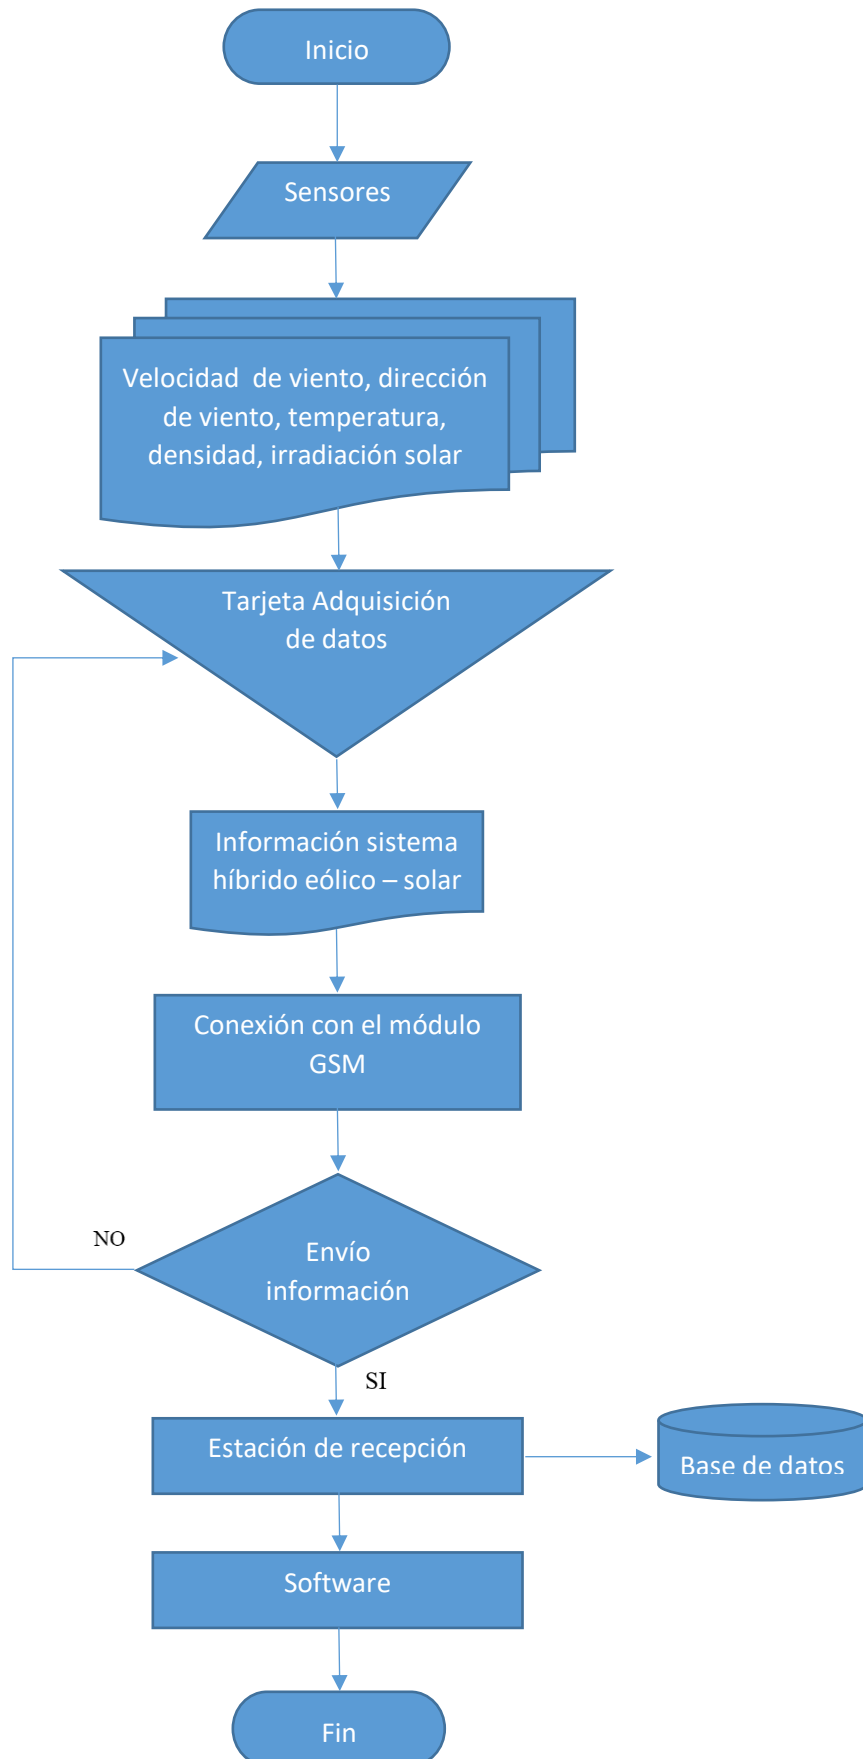 Inicio
Sensores
Velocidad  de viento, dirección
de viento, temperatura,
densidad, irradiación solar
Tarjeta Adquisición
de datos
Información sistema
híbrido eólico – solar
Conexión con el módulo
GSM
NO
Envío
información
SI
Estación de recepción
Base de datos
Software
Fin